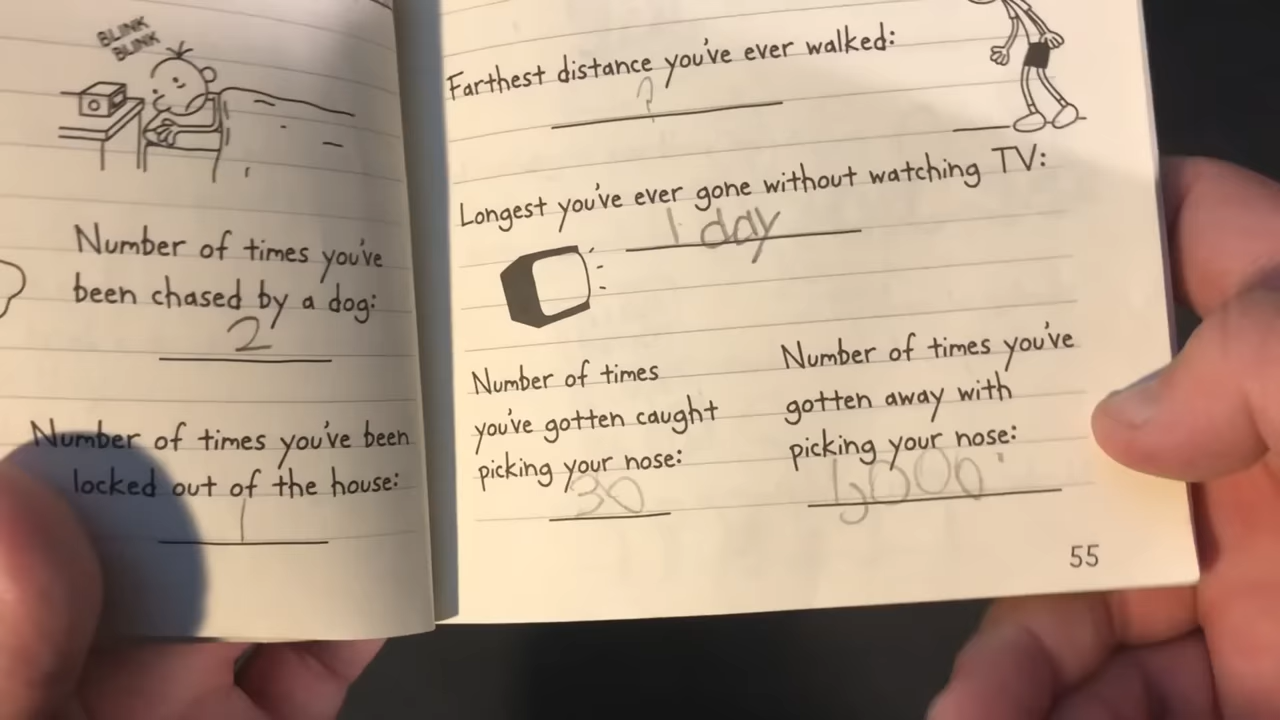 BLINK
BLINK
Number of times you've
been chased by a dog:
2
Number of times you've been
locked out of the house:
1
Farthest distance you've ever walked:
?
Longest you've ever gone without watching TV:
1 day
Number of times
you've gotten caught
picking your nose:
30
Number of times you've
gotten away with
picking your nose:
1,000
55